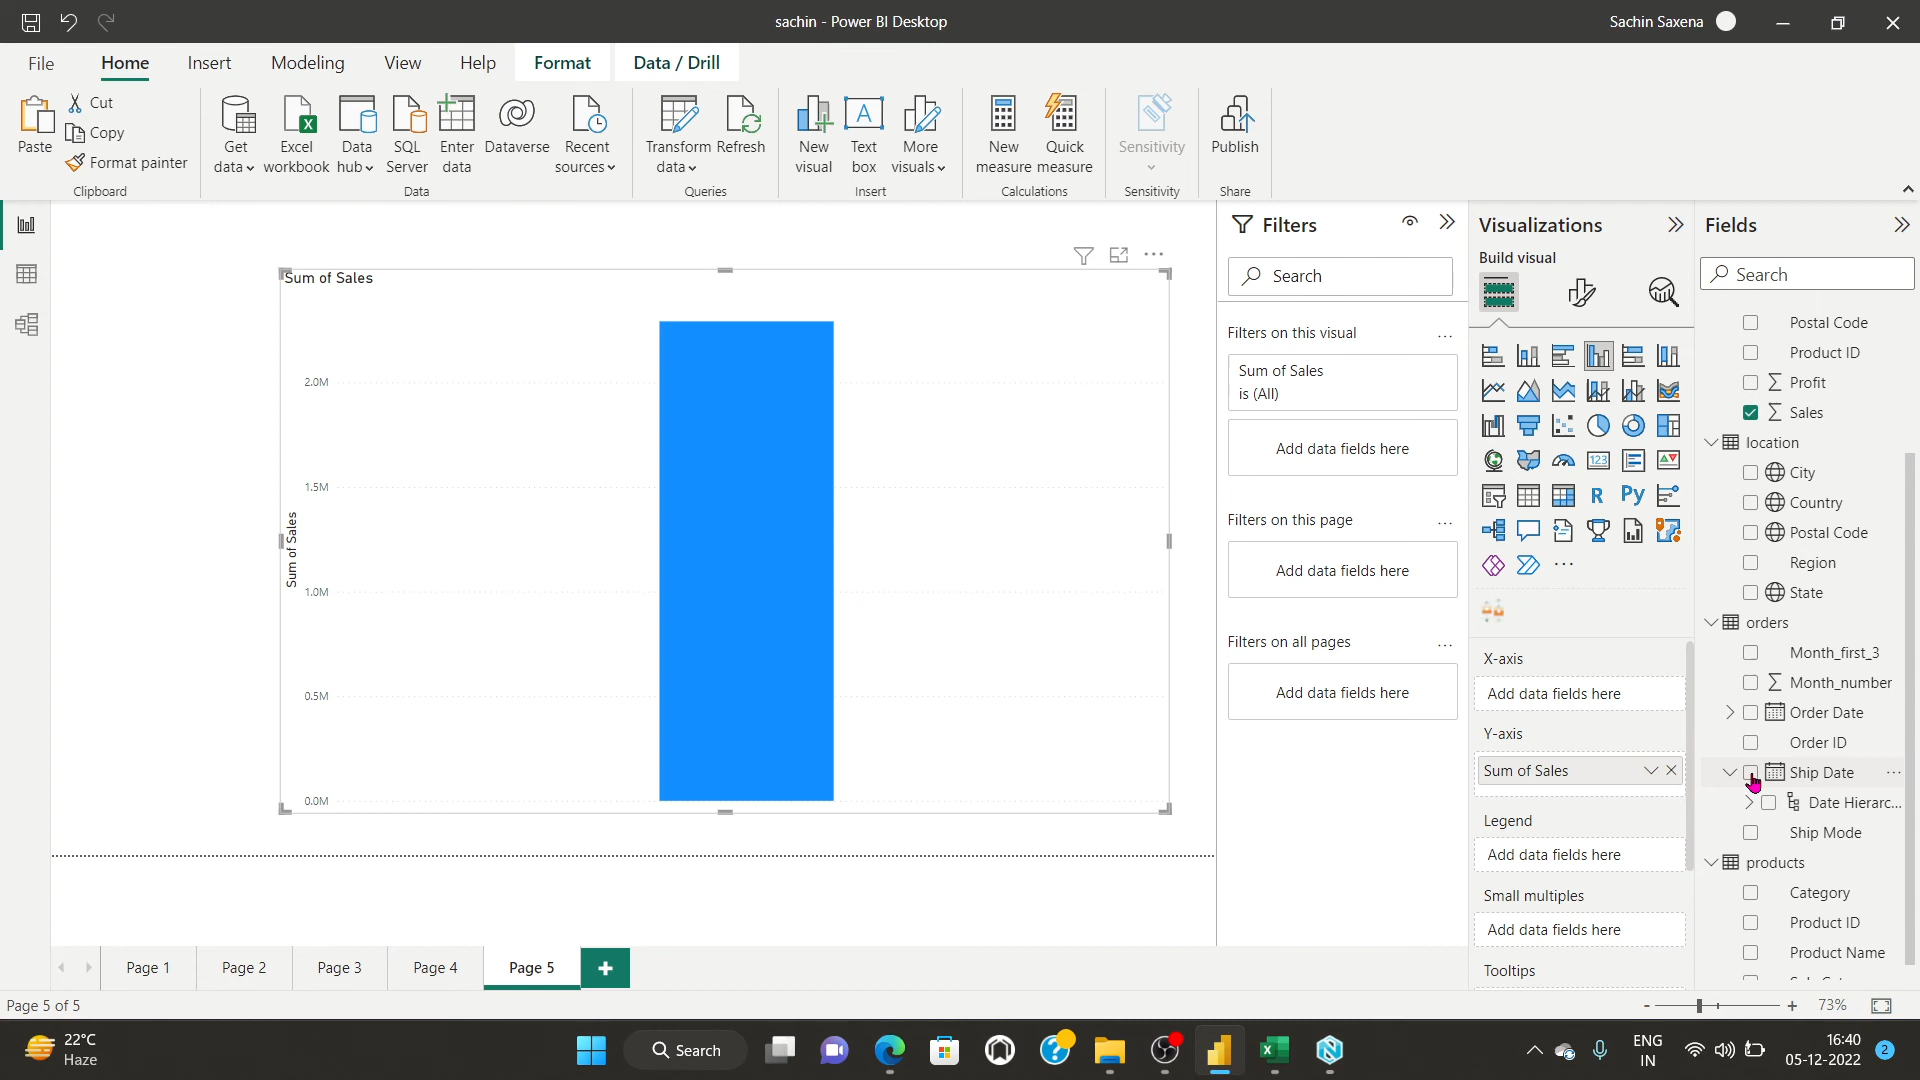 sachin - Power BI Desktop
Sachin Saxena
File
Home
Insert
Modeling
View
Help
Format
Data / Drill
Paste
Cut
Copy
Format painter
Clipboard
Get data
Excel workbook
Data hub
SQL Server
Enter data
Dataverse
Recent sources
Data
Transform data
Refresh
Queries
New visual
Text box
More visuals
Insert
New measure
Quick measure
Calculations
Sensitivity
Sensitivity
Publish
Share
Sum of Sales
2.0M
1.5M
1.0M
0.5M
0.0M
Sum of Sales
Filters
Search
Filters on this visual
Sum of Sales
is (All)
Add data fields here
Filters on this page
Add data fields here
Filters on all pages
Add data fields here
Visualizations
Build visual
123
R
Py
X-axis
Add data fields here
Y-axis
Sum of Sales
Legend
Add data fields here
Small multiples
Add data fields here
Tooltips
Fields
Search
Postal Code
Product ID
Profit
Sales
location
City
Country
Postal Code
Region
State
orders
Month_first_3
Month_number
Order Date
Order ID
Ship Date
Date Hierarc...
Ship Mode
products
Category
Product ID
Product Name
Page 1
Page 2
Page 3
Page 4
Page 5
Page 5 of 5
73%
22°C
Haze
Search
ENG
IN
16:40
05-12-2022
2